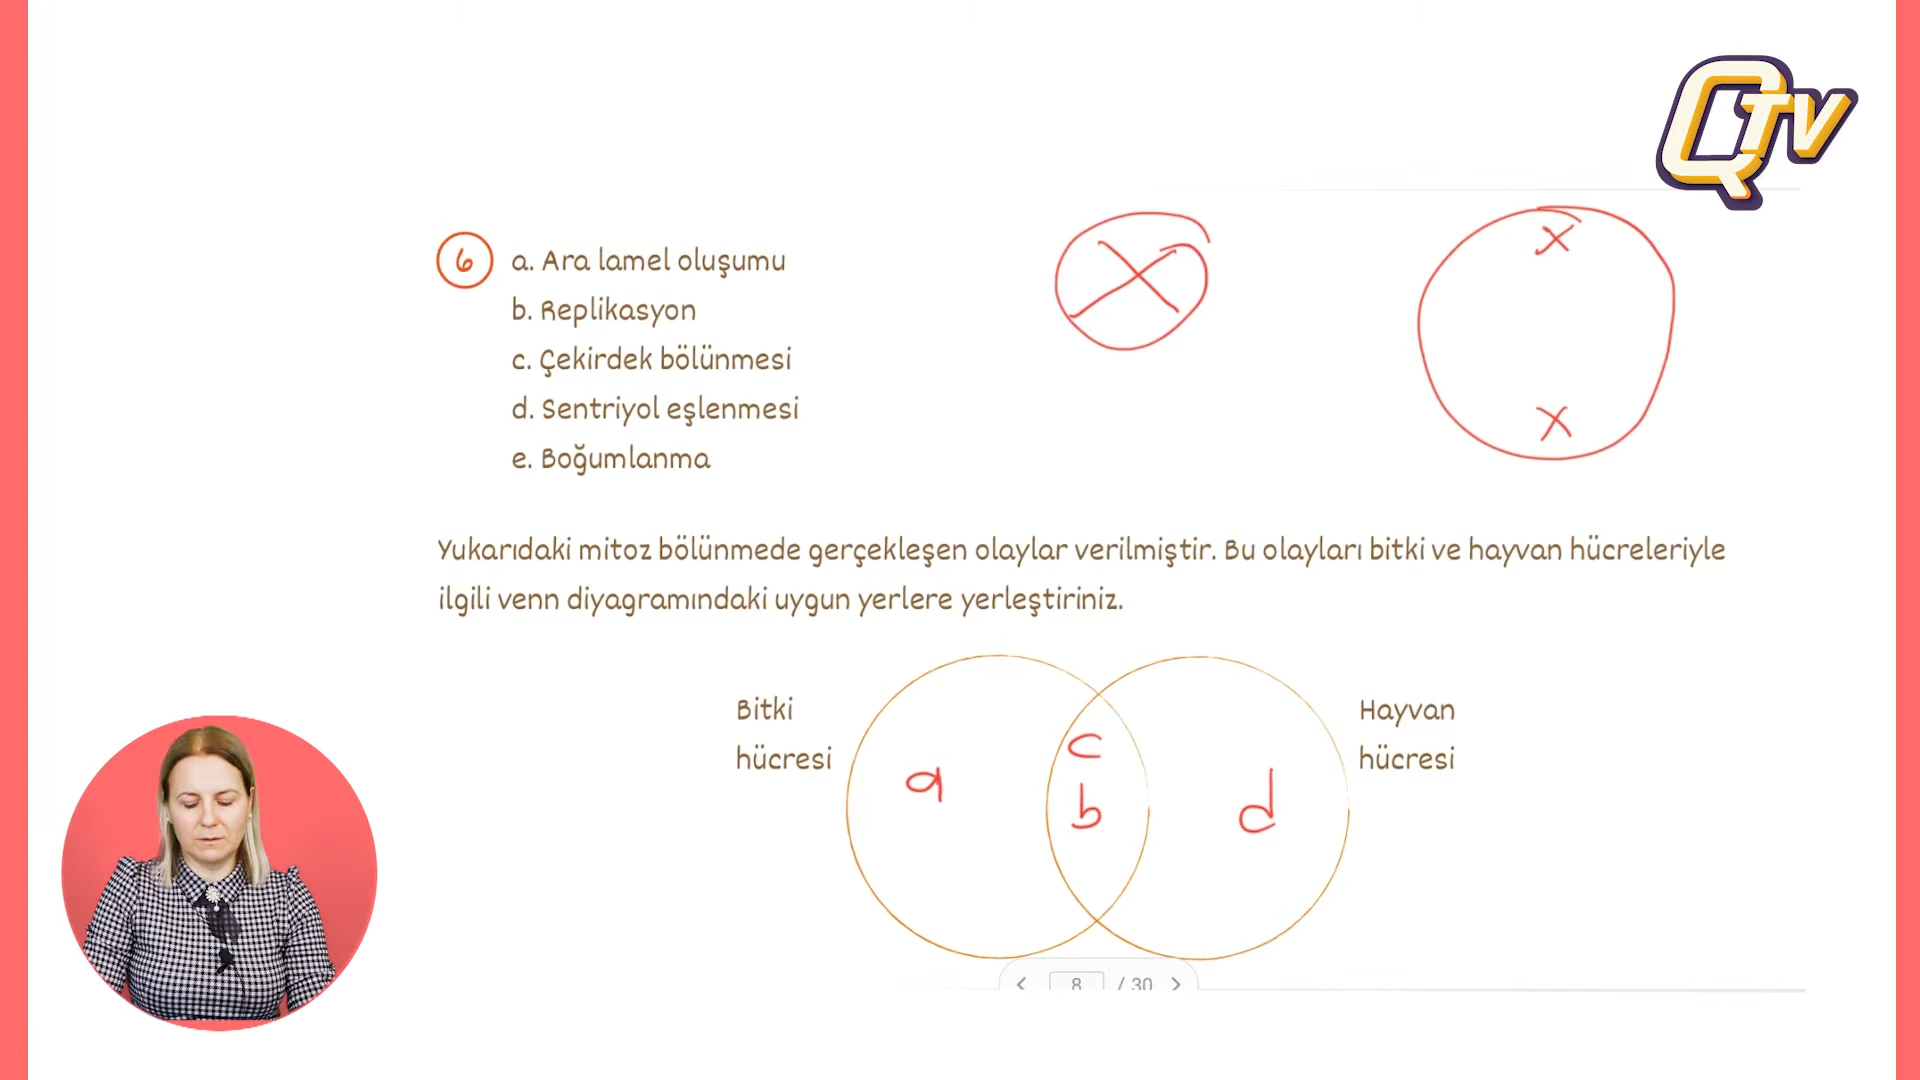 QTV
6 a. Ara lamel oluşumu
b. Replikasyon
c. Çekirdek bölünmesi
d. Sentriyol eşlenmesi
e. Boğumlanma
Yukarıdaki mitoz bölünmede gerçekleşen olaylar verilmiştir. Bu olayları bitki ve hayvan hücreleriyle
ilgili venn diyagramındaki uygun yerlere yerleştiriniz.
Bitki
hücresi
a
c
b
d
Hayvan
hücresi
8 / 30